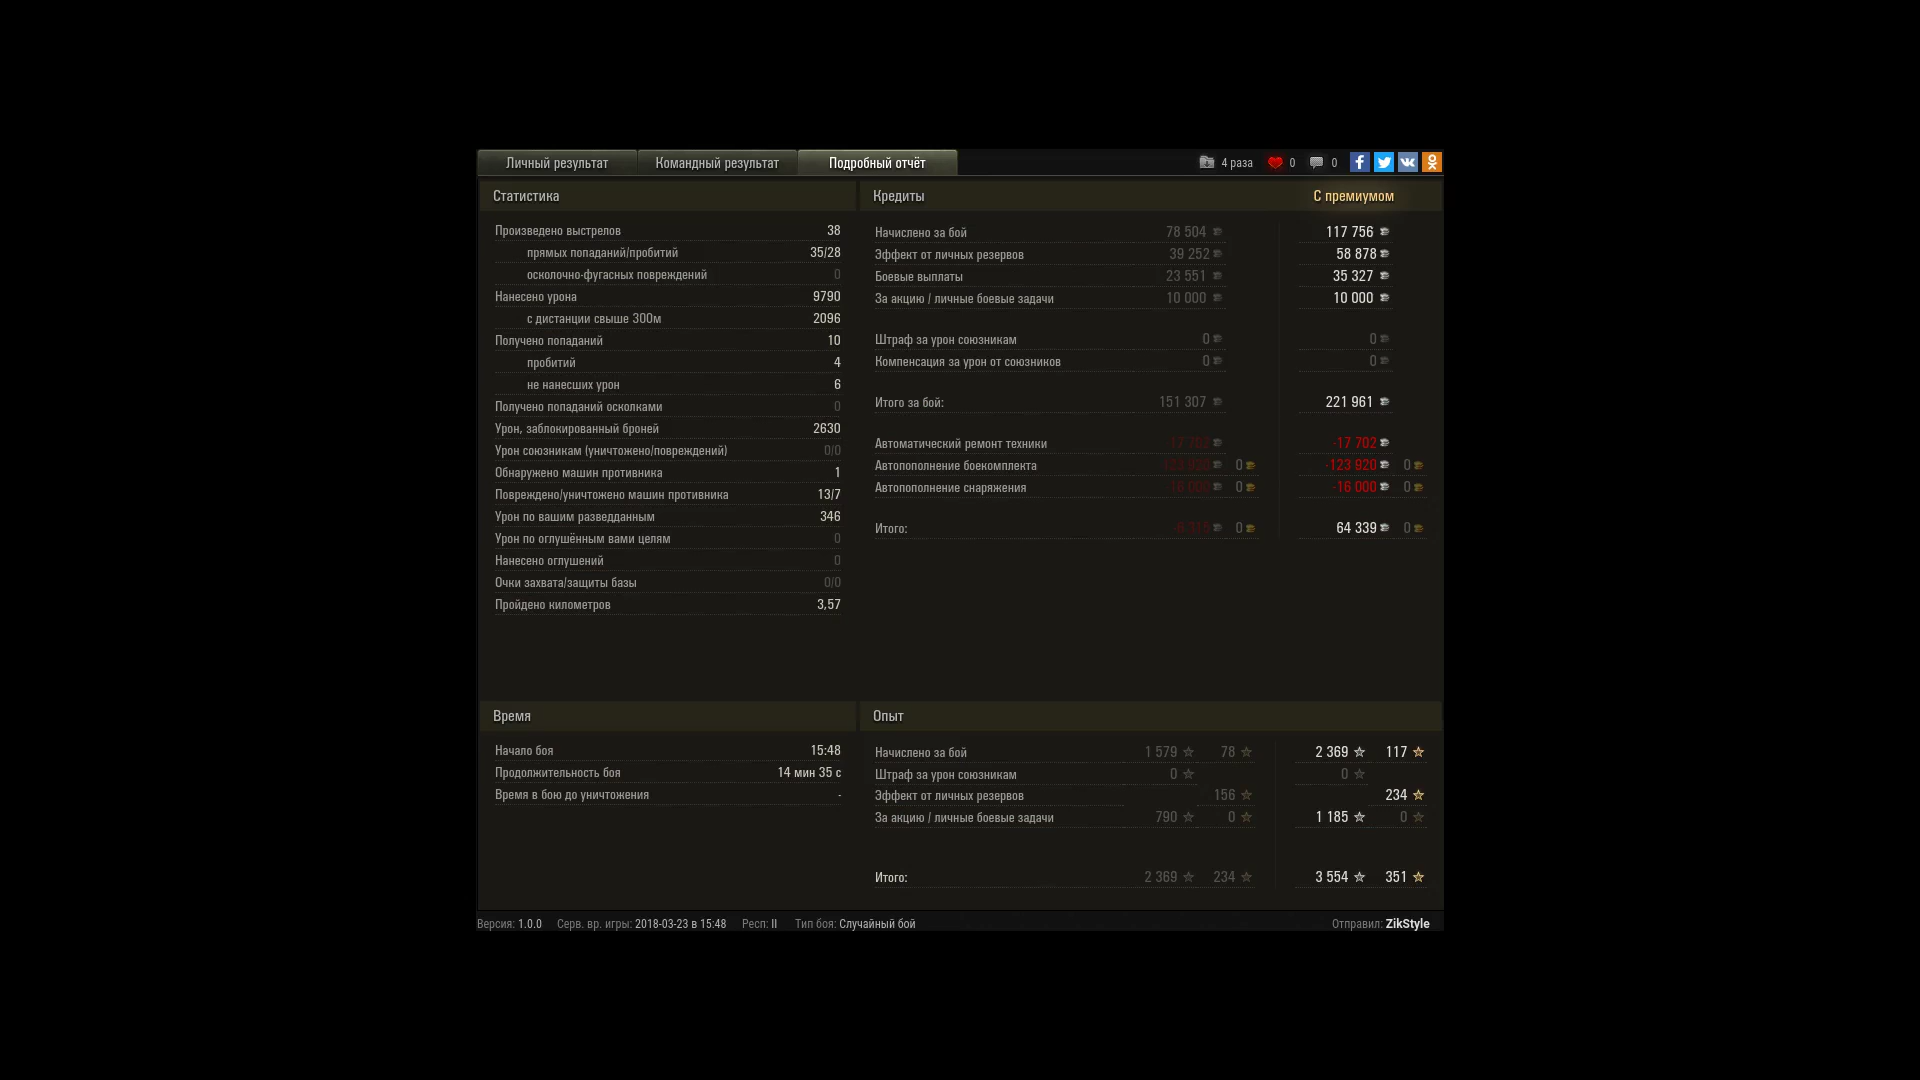 Личный результат Командный результат Подробный отчёт 4 раза 0 0
Статистика
Произведено выстрелов 38
прямых попаданий/пробитий 35/28
осколочно-фугасных повреждений 0
Нанесено урона 9790
с дистанции свыше 300м 2096
Получено попаданий 10
пробитий 4
не нанесших урон 6
Получено попаданий осколками 0
Урон, заблокированный броней 2630
Урон союзникам (уничтожено/повреждений) 0/0
Обнаружено машин противника 1
Повреждено/уничтожено машин противника 13/7
Урон по вашим разведданным 346
Урон по оглушённым вами целям 0
Нанесено оглушений 0
Очки захвата/защиты базы 0/0
Пройдено километров 3,57
Кредиты С премиумом
Начислено за бой 78 504 117 756
Эффект от личных резервов 39 252 58 878
Боевые выплаты 23 551 35 327
За акцию / личные боевые задачи 10 000 10 000
Штраф за урон союзникам 0 0
Компенсация за урон от союзников 0 0
Итого за бой: 151 307 221 961
Автоматический ремонт техники -17 702 -17 702
Автопополнение боекомплекта -123 920 0 -123 920 0
Автопополнение снаряжения -16 000 0 -16 000 0
Итого: -6 315 0 64 339 0
Время
Начало боя 15:48
Продолжительность боя 14 мин 35 с
Время в бою до уничтожения -
Опыт
Начислено за бой 1 579 78 2 369 117
Штраф за урон союзникам 0 0
Эффект от личных резервов 156 234
За акцию / личные боевые задачи 790 0 1 185 0
Итого: 2 369 234 3 554 351
Версия: 1.0.0 Серв. вр. игры: 2018-03-23 в 15:48 Респ: II Тип боя: Случайный бой Отправил: ZikStyle